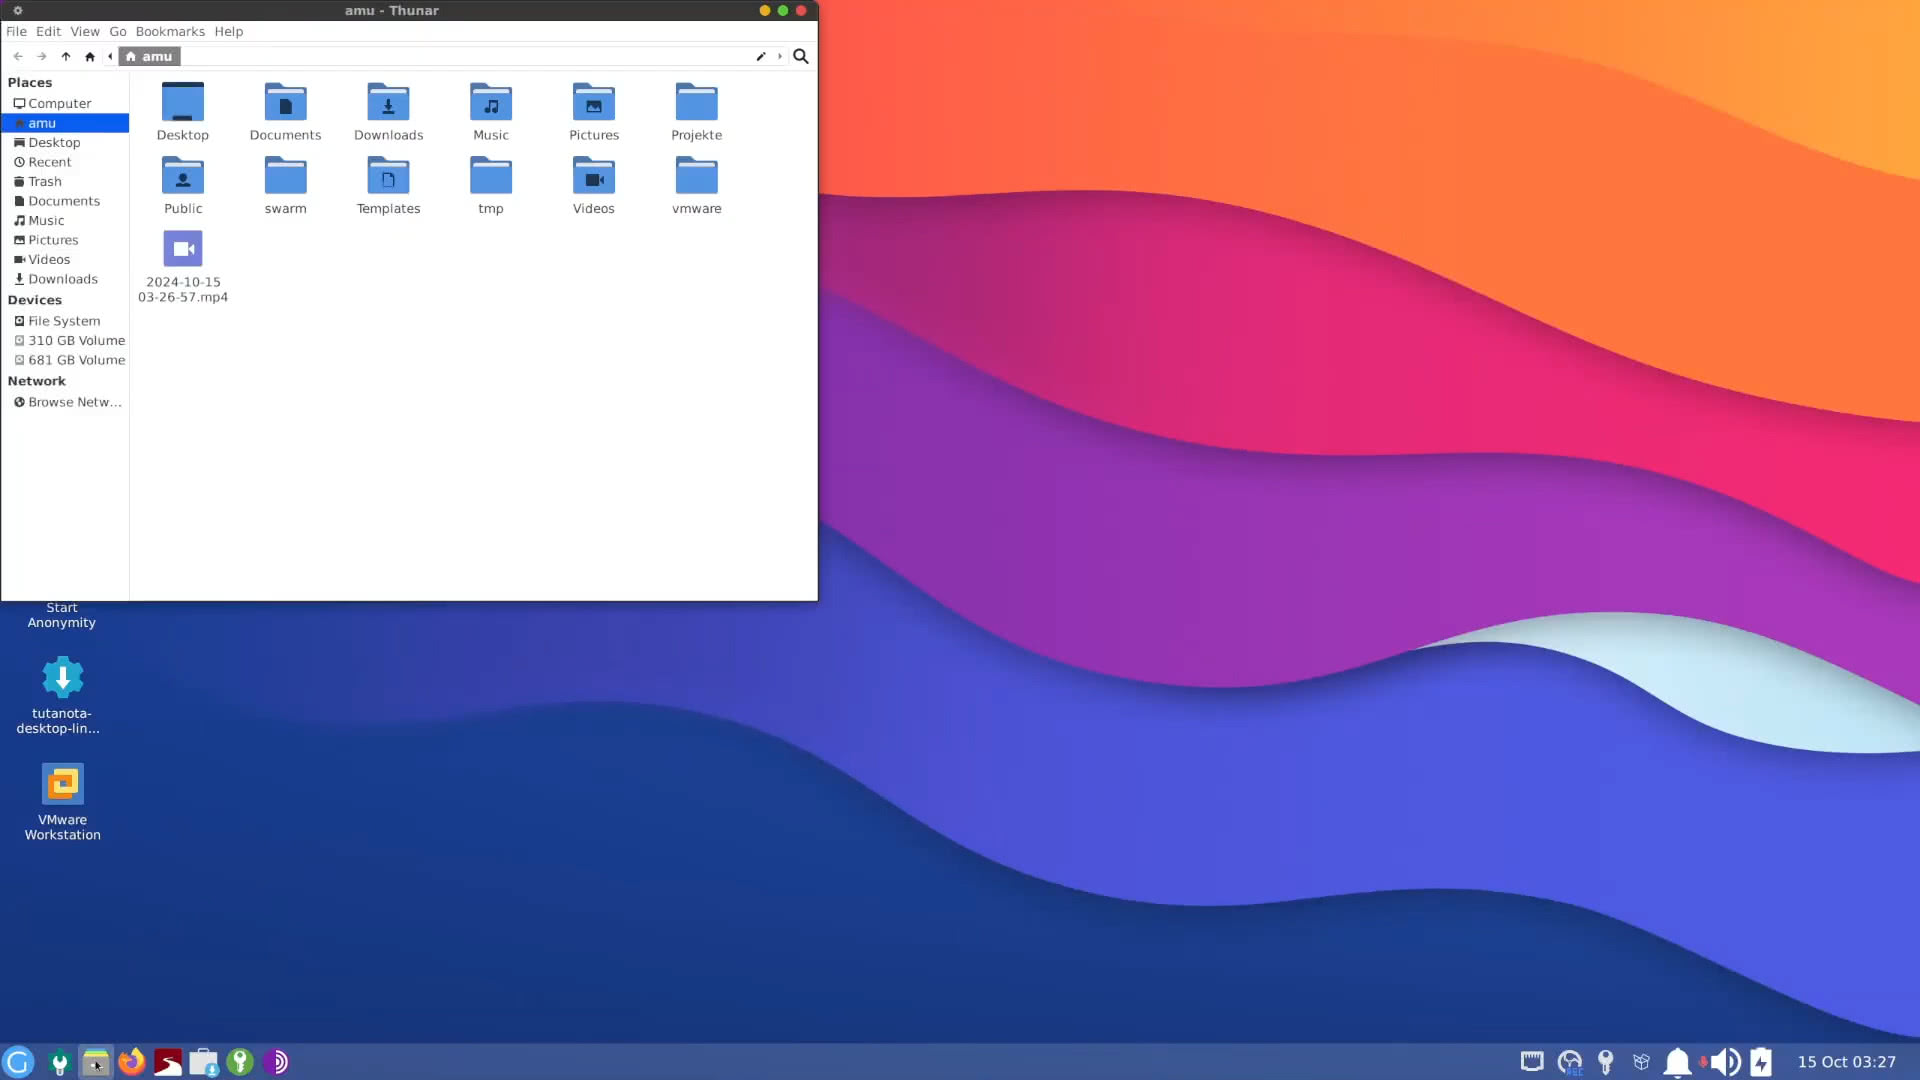 amu - Thunar
File Edit View Go Bookmarks Help
amu
Places
Computer
amu
Desktop
Recent
Trash
Documents
Music
Pictures
Videos
Downloads
Devices
File System
310 GB Volume
681 GB Volume
Network
Browse Netw...
Desktop Documents Downloads Music Pictures Projekte
Public swarm Templates tmp Videos vmware
2024-10-15
03-26-57.mp4
Start
Anonymity
tutanota-
desktop-lin...
VMware
Workstation
REC
15 Oct 03:27